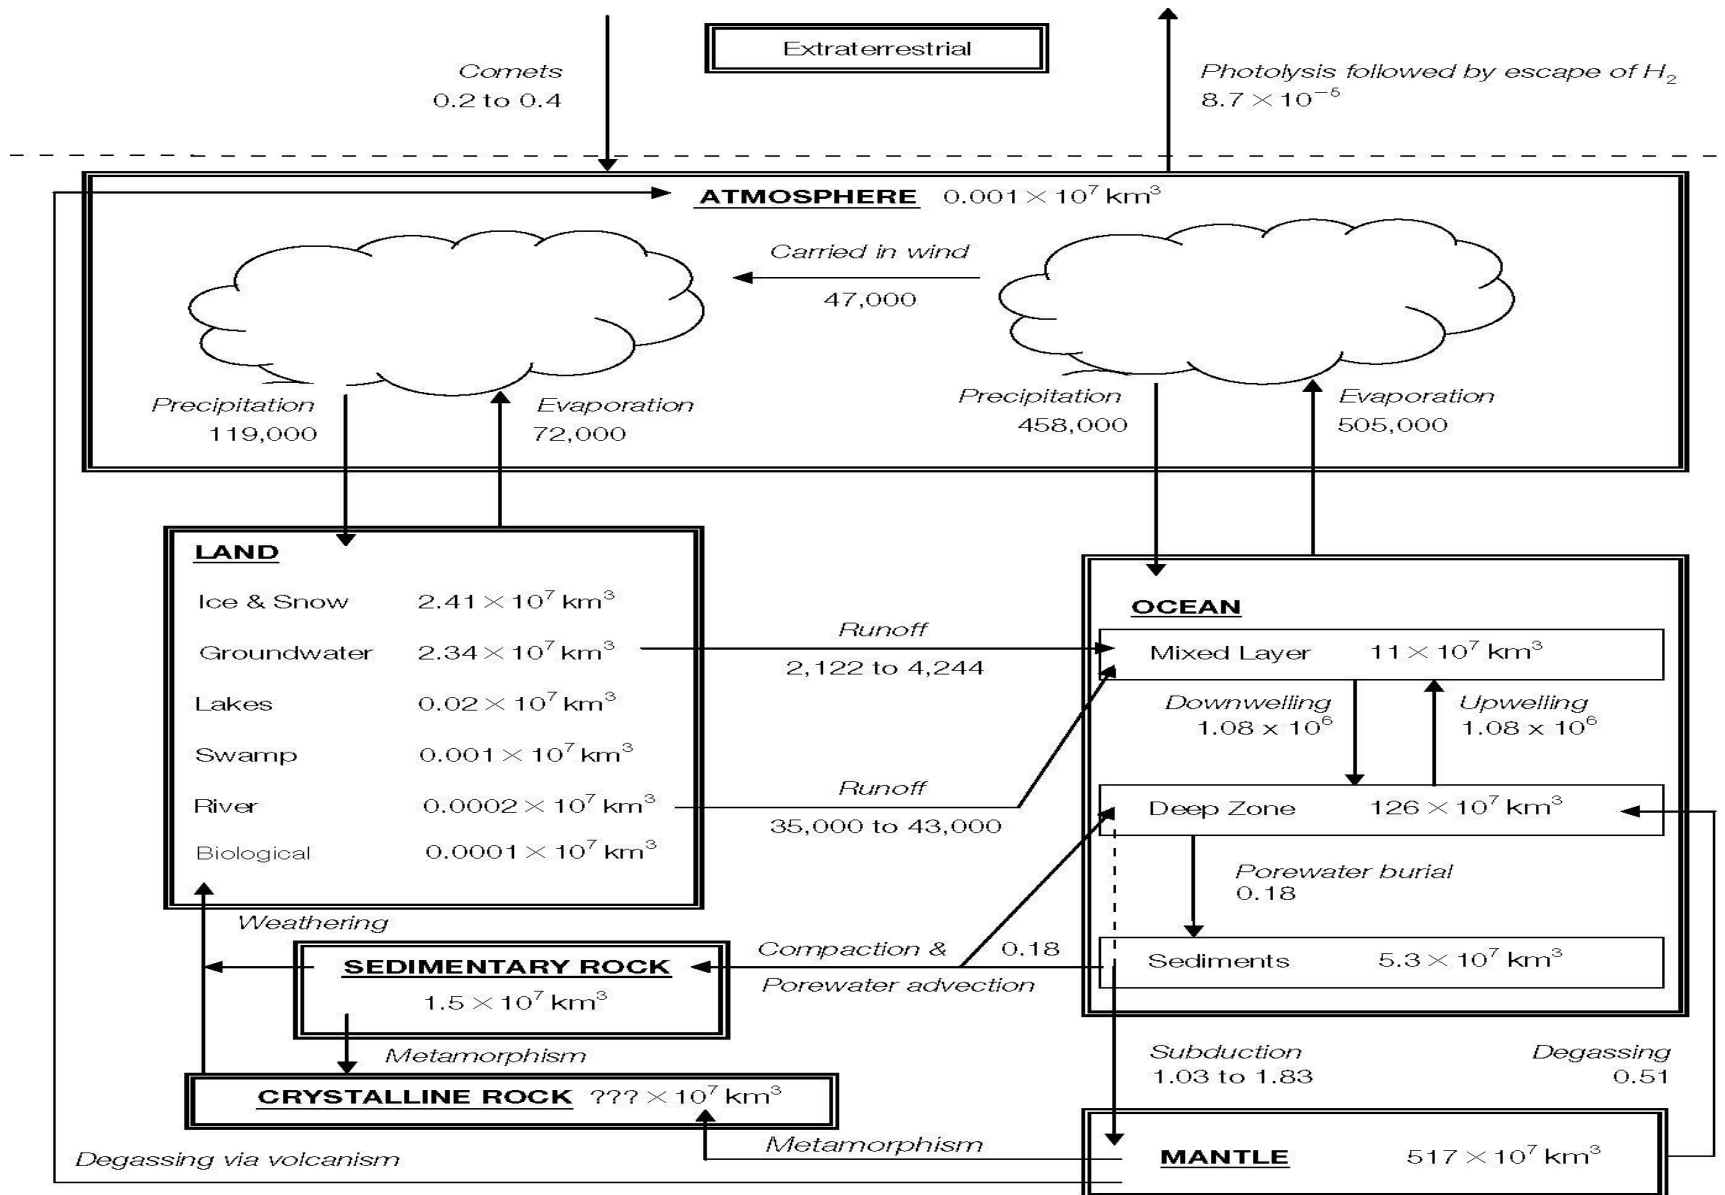 Extraterrestrial
Comets
0.2 to 0.4
Photolysis followed by escape of H₂
8.7 × 10⁻⁵
ATMOSPHERE 0.001 × 10⁷ km³
Carried in wind
47,000
Precipitation
119,000
Evaporation
72,000
Precipitation
458,000
Evaporation
505,000
LAND
Ice & Snow 2.41 × 10⁷ km³
Groundwater 2.34 × 10⁷ km³
Lakes 0.02 × 10⁷ km³
Swamp 0.001 × 10⁷ km³
River 0.0002 × 10⁷ km³
Biological 0.0001 × 10⁷ km³
Runoff
2,122 to 4,244
Runoff
35,000 to 43,000
OCEAN
Mixed Layer 11 × 10⁷ km³
Downwelling
1.08 x 10⁶
Upwelling
1.08 x 10⁶
Deep Zone 126 × 10⁷ km³
Porewater burial
0.18
Sediments 5.3 × 10⁷ km³
Weathering
SEDIMENTARY ROCK
1.5 × 10⁷ km³
Compaction & 0.18
Porewater advection
Metamorphism
CRYSTALLINE ROCK ??? × 10⁷ km³
Subduction
1.03 to 1.83
Degassing
0.51
Metamorphism
Degassing via volcanism
MANTLE 517 × 10⁷ km³